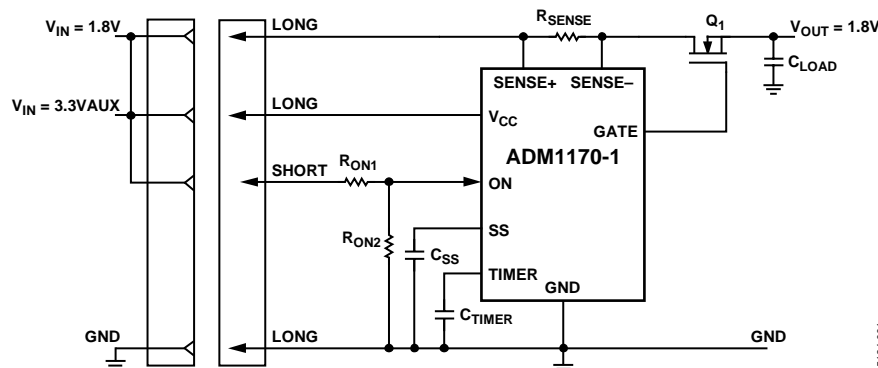 VIN = 1.8V
LONG
RSENSE
Q1
VOUT = 1.8V
CLOAD
SENSE+ SENSE–
VIN = 3.3VAUX
LONG
VCC
GATE
ADM1170-1
SHORT
RON1
ON
RON2
CSS
SS
TIMER
GND
CTIMER
GND
LONG
GND